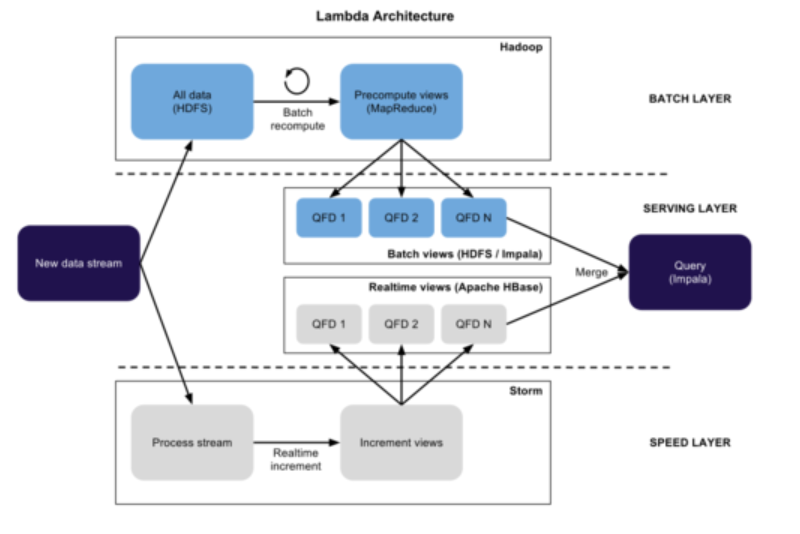 Lambda Architecture
Hadoop
All data
(HDFS)
Batch
recompute
Precompute views
(MapReduce)
BATCH LAYER
QFD 1
QFD 2
QFD N
Batch views (HDFS / Impala)
SERVING LAYER
New data stream
Merge
Query
(Impala)
Realtime views (Apache HBase)
QFD 1
QFD 2
QFD N
Storm
Process stream
Realtime
increment
Increment views
SPEED LAYER